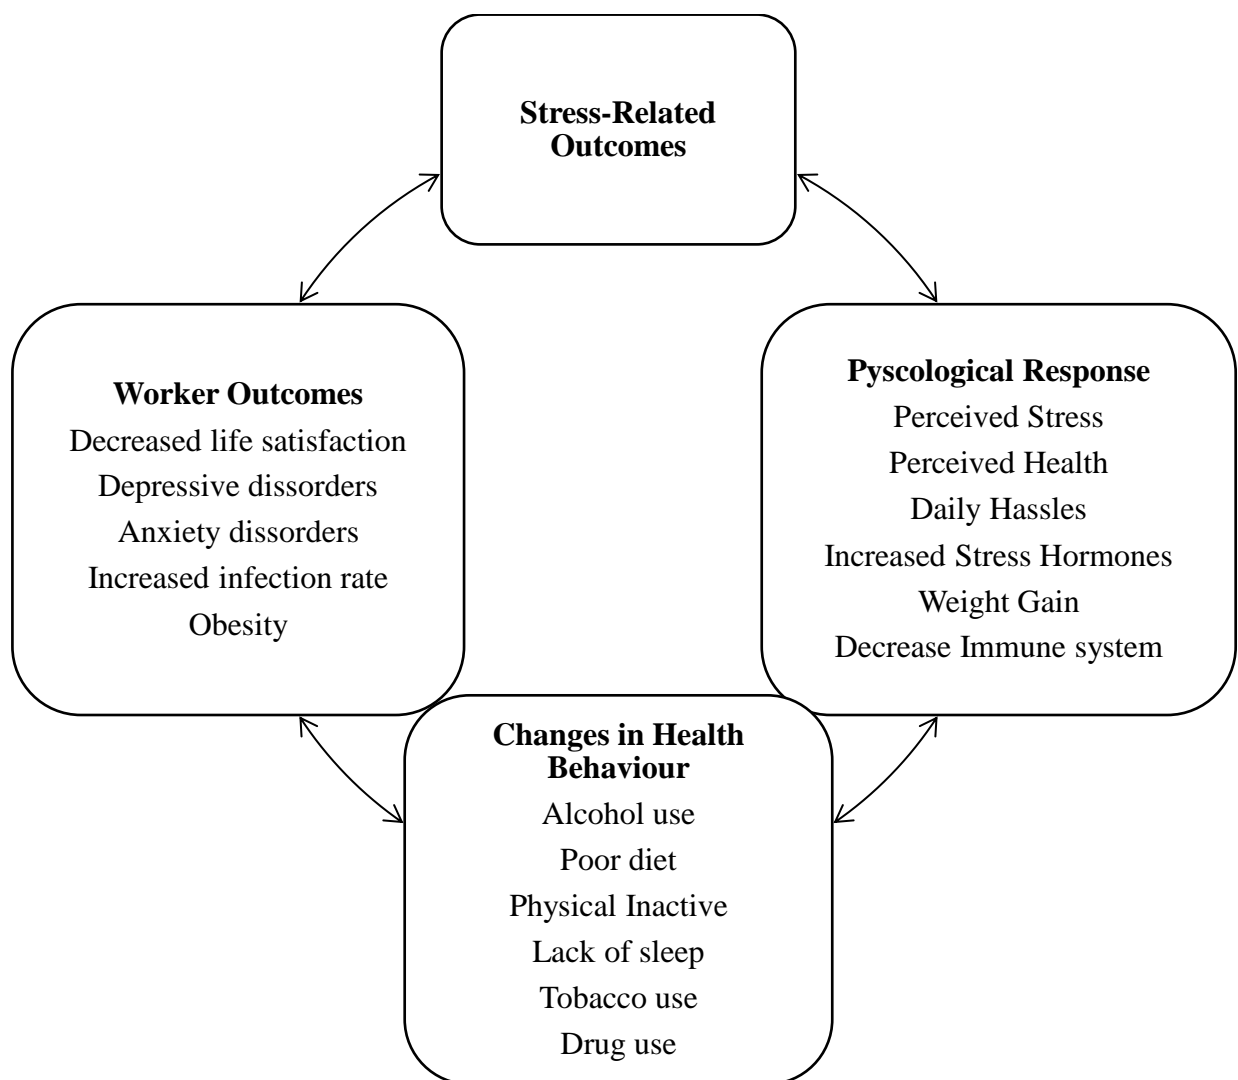 Stress-Related
Outcomes
Worker Outcomes
Decreased life satisfaction
Depressive dissorders
Anxiety dissorders
Increased infection rate
Obesity
Pyscological Response
Perceived Stress
Perceived Health
Daily Hassles
Increased Stress Hormones
Weight Gain
Decrease Immune system
Changes in Health
Behaviour
Alcohol use
Poor diet
Physical Inactive
Lack of sleep
Tobacco use
Drug use